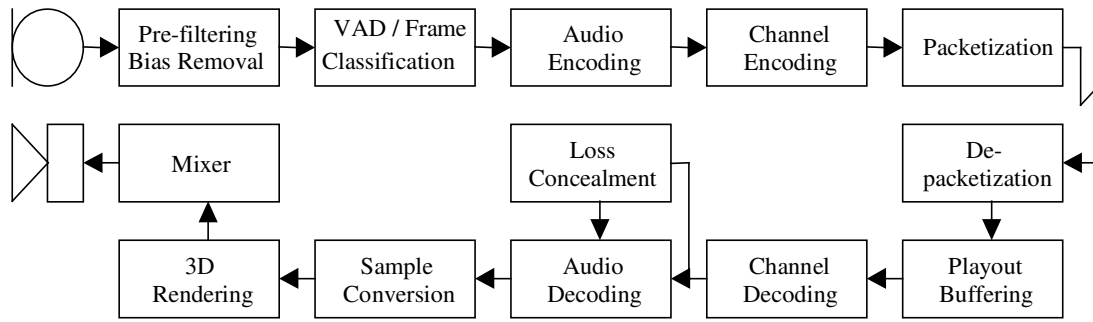 Pre-filtering
Bias Removal
VAD / Frame
Classification
Audio
Encoding
Channel
Encoding
Packetization
Mixer
Loss
Concealment
De-
packetization
3D
Rendering
Sample
Conversion
Audio
Decoding
Channel
Decoding
Playout
Buffering